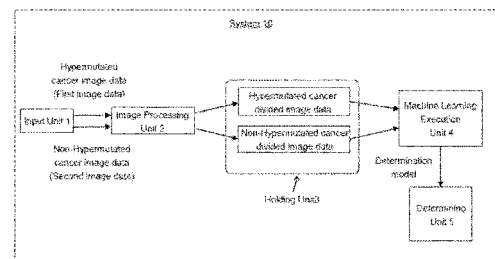 System 10
Hypermutated
cancer image data
(First image data)
Input Unit 1
Image Processing
Unit 2
Non-Hypermutated
cancer image data
(Second image data)
Hypermutated cancer
divided image data
Non-Hypermutated cancer
divided image data
Holding Unit3
Machine Learning
Execution
Unit 4
Determination
model
Determining
Unit 5